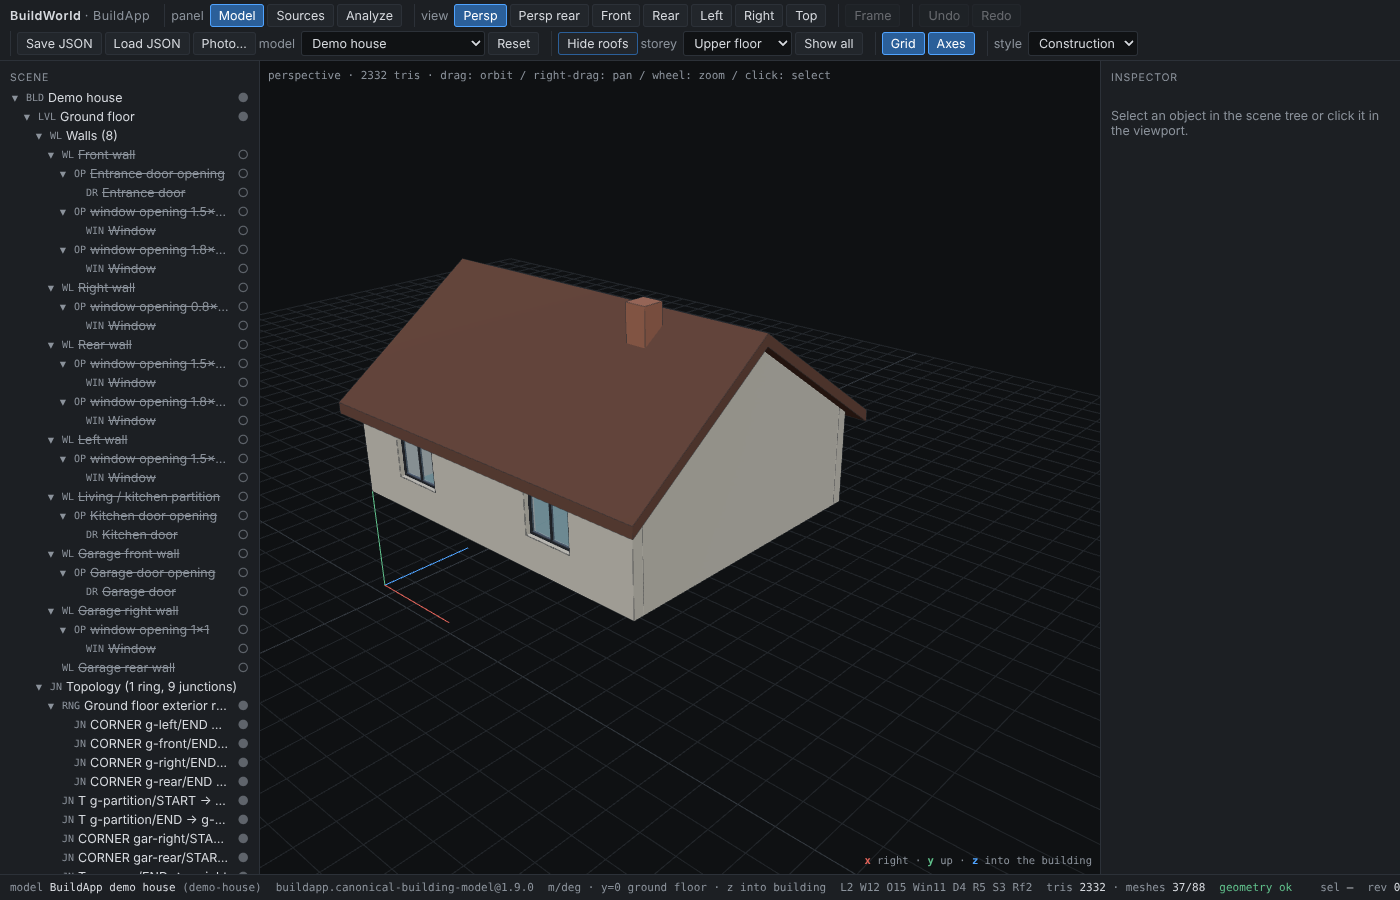 BuildWorld · BuildApp panel Model Sources Analyze view Persp Persp rear Front Rear Left Right Top Frame Undo Redo
Save JSON Load JSON Photo... model Demo house Reset Hide roofs storey Upper floor Show all Grid Axes style Construction
SCENE
perspective · 2332 tris · drag: orbit / right-drag: pan / wheel: zoom / click: select
INSPECTOR
Select an object in the scene tree or click it in
the viewport.
BLD Demo house
LVL Ground floor
WL Walls (8)
WL Front wall
OP Entrance door opening
DR Entrance door
OP window opening 1.5×...
WIN Window
OP window opening 1.8×...
WIN Window
WL Right wall
OP window opening 0.8×...
WIN Window
WL Rear wall
OP window opening 1.5×...
WIN Window
OP window opening 1.8×...
WIN Window
WL Left wall
OP window opening 1.5×...
WIN Window
WL Living / kitchen partition
OP Kitchen door opening
DR Kitchen door
WL Garage front wall
OP Garage door opening
DR Garage door
WL Garage right wall
OP window opening 1×1
WIN Window
WL Garage rear wall
JN Topology (1 ring, 9 junctions)
RNG Ground floor exterior r...
JN CORNER g-left/END ...
JN CORNER g-front/END...
JN CORNER g-right/END...
JN CORNER g-rear/END ...
JN T g-partition/START → ...
JN T g-partition/END → g-...
JN CORNER gar-right/STA...
JN CORNER gar-rear/STAR...
x right · y up · z into the building
model BuildApp demo house (demo-house) buildapp.canonical-building-model@1.9.0 m/deg · y=0 ground floor · z into building L2 W12 O15 Win11 D4 R5 S3 Rf2 tris 2332 · meshes 37/88 geometry ok sel — rev 0